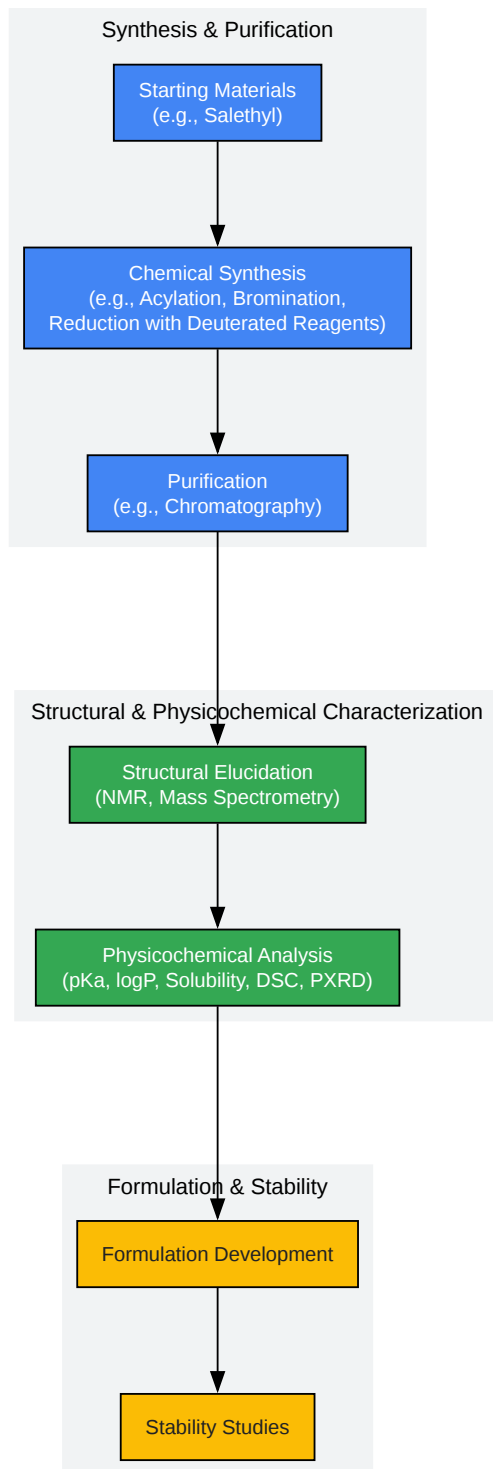 Synthesis & Purification
Starting Materials
(e.g., Salethyl)
Chemical Synthesis
(e.g., Acylation, Bromination,
Reduction with Deuterated Reagents)
Purification
(e.g., Chromatography)
Structural & Physicochemical Characterization
Structural Elucidation
(NMR, Mass Spectrometry)
Physicochemical Analysis
(pKa, logP, Solubility, DSC, PXRD)
Formulation & Stability
Formulation Development
Stability Studies